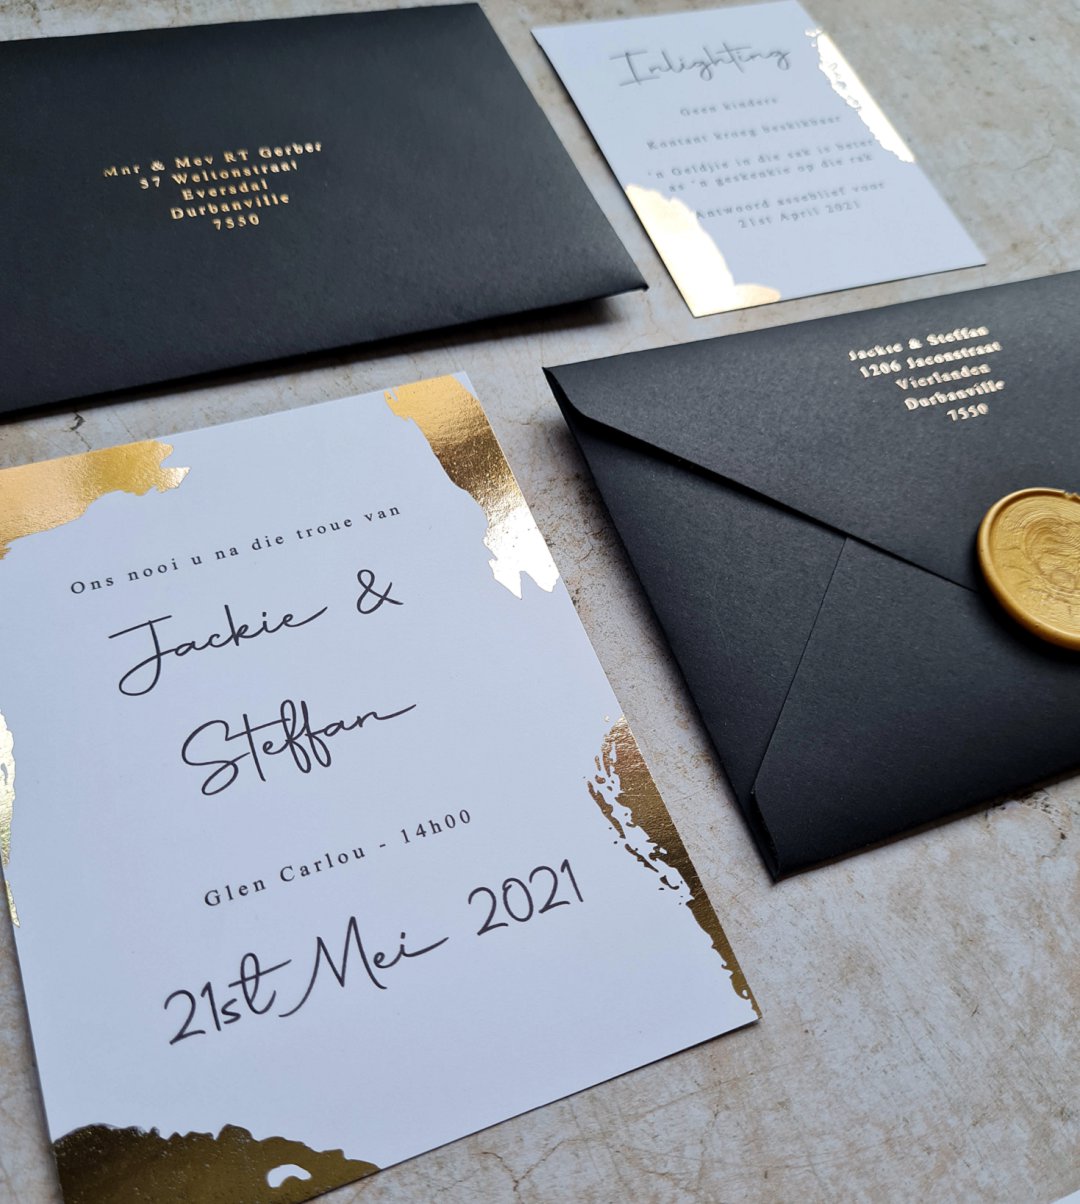 Mnr & Mev RT Gerber
37 Weltonstraat
Eversdal
Durbanville
7550
Inligting
Geen kinders
Kontant kroeg beskikbaar
'n Geldjie in die sak is beter
as 'n geskenkie op die rak
Antwoord asseblief voor
21st April 2021
Jackie & Steffan
1206 Jaconstraat
Vierlanden
Durbanville
7550
Ons nooi u na die troue van
Jackie &
Steffan
Glen Carlou - 14h00
21st Mei 2021